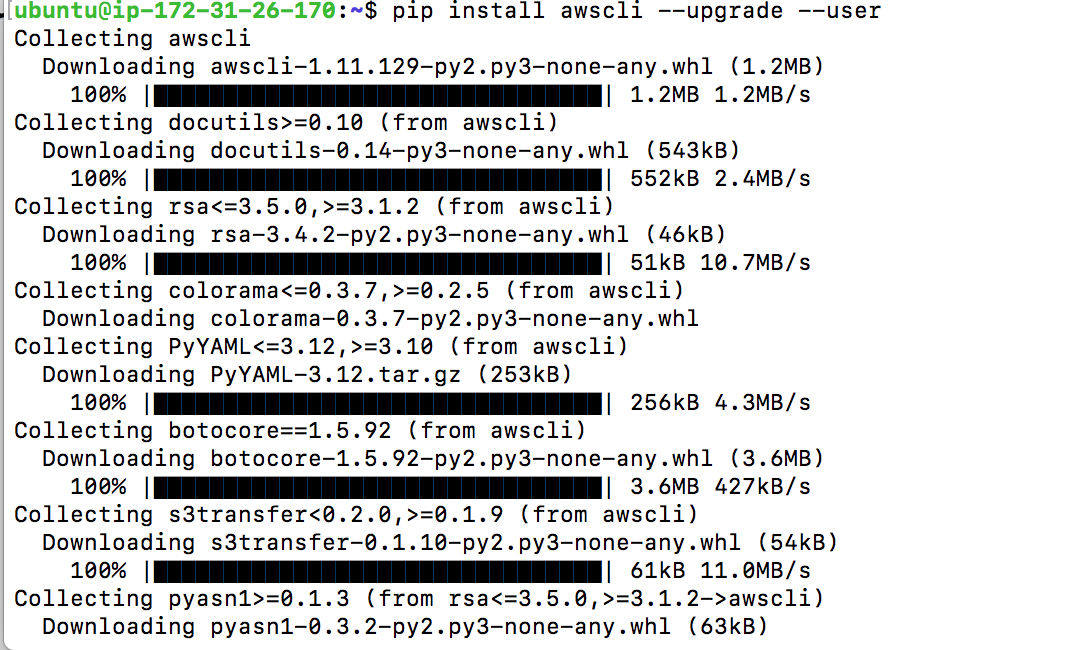 [ubuntu@ip-172-31-26-170:~$ pip install awscli --upgrade --user
Collecting awscli
  Downloading awscli-1.11.129-py2.py3-none-any.whl (1.2MB)
    100% |████████████████████████████████| 1.2MB 1.2MB/s
Collecting docutils>=0.10 (from awscli)
  Downloading docutils-0.14-py3-none-any.whl (543kB)
    100% |████████████████████████████████| 552kB 2.4MB/s
Collecting rsa<=3.5.0,>=3.1.2 (from awscli)
  Downloading rsa-3.4.2-py2.py3-none-any.whl (46kB)
    100% |████████████████████████████████| 51kB 10.7MB/s
Collecting colorama<=0.3.7,>=0.2.5 (from awscli)
  Downloading colorama-0.3.7-py2.py3-none-any.whl
Collecting PyYAML<=3.12,>=3.10 (from awscli)
  Downloading PyYAML-3.12.tar.gz (253kB)
    100% |████████████████████████████████| 256kB 4.3MB/s
Collecting botocore==1.5.92 (from awscli)
  Downloading botocore-1.5.92-py2.py3-none-any.whl (3.6MB)
    100% |████████████████████████████████| 3.6MB 427kB/s
Collecting s3transfer<0.2.0,>=0.1.9 (from awscli)
  Downloading s3transfer-0.1.10-py2.py3-none-any.whl (54kB)
    100% |████████████████████████████████| 61kB 11.0MB/s
Collecting pyasn1>=0.1.3 (from rsa<=3.5.0,>=3.1.2->awscli)
  Downloading pyasn1-0.3.2-py2.py3-none-any.whl (63kB)